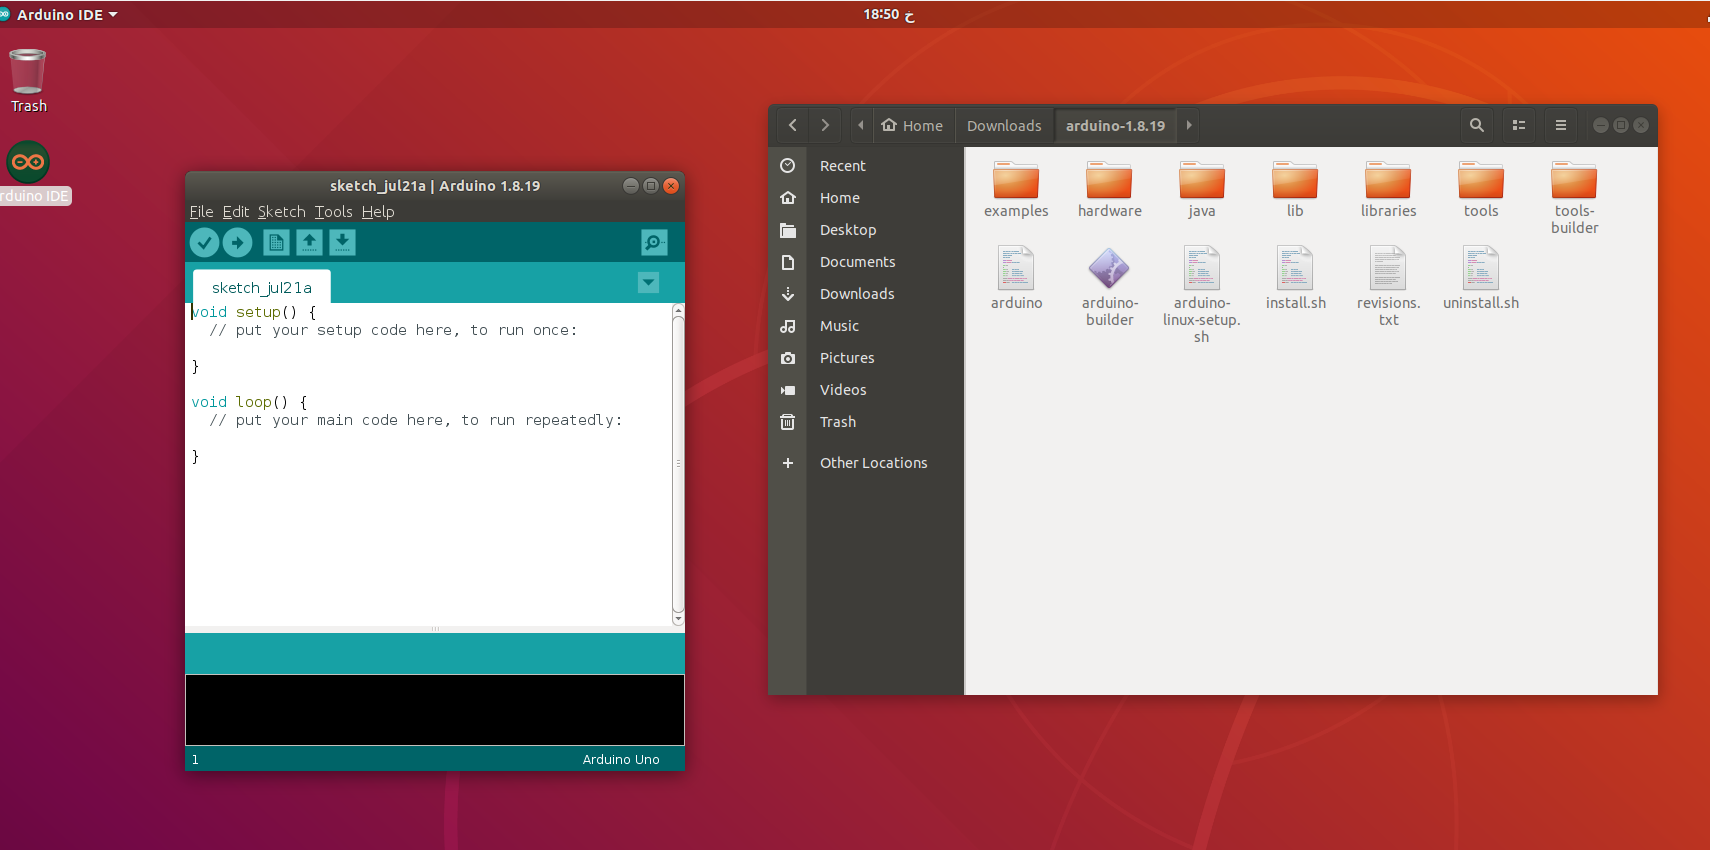 Arduino IDE
18:50 خ
Trash
rduino IDE
sketch_jul21a | Arduino 1.8.19
File Edit Sketch Tools Help
sketch_jul21a
void setup() {
// put your setup code here, to run once:
}
void loop() {
// put your main code here, to run repeatedly:
}
1
Arduino Uno
Home Downloads arduino-1.8.19
Recent
Home
Desktop
Documents
Downloads
Music
Pictures
Videos
Trash
Other Locations
examples
hardware
java
lib
libraries
tools
tools-
builder
arduino
arduino-
builder
arduino-
linux-setup.
sh
install.sh
revisions.
txt
uninstall.sh